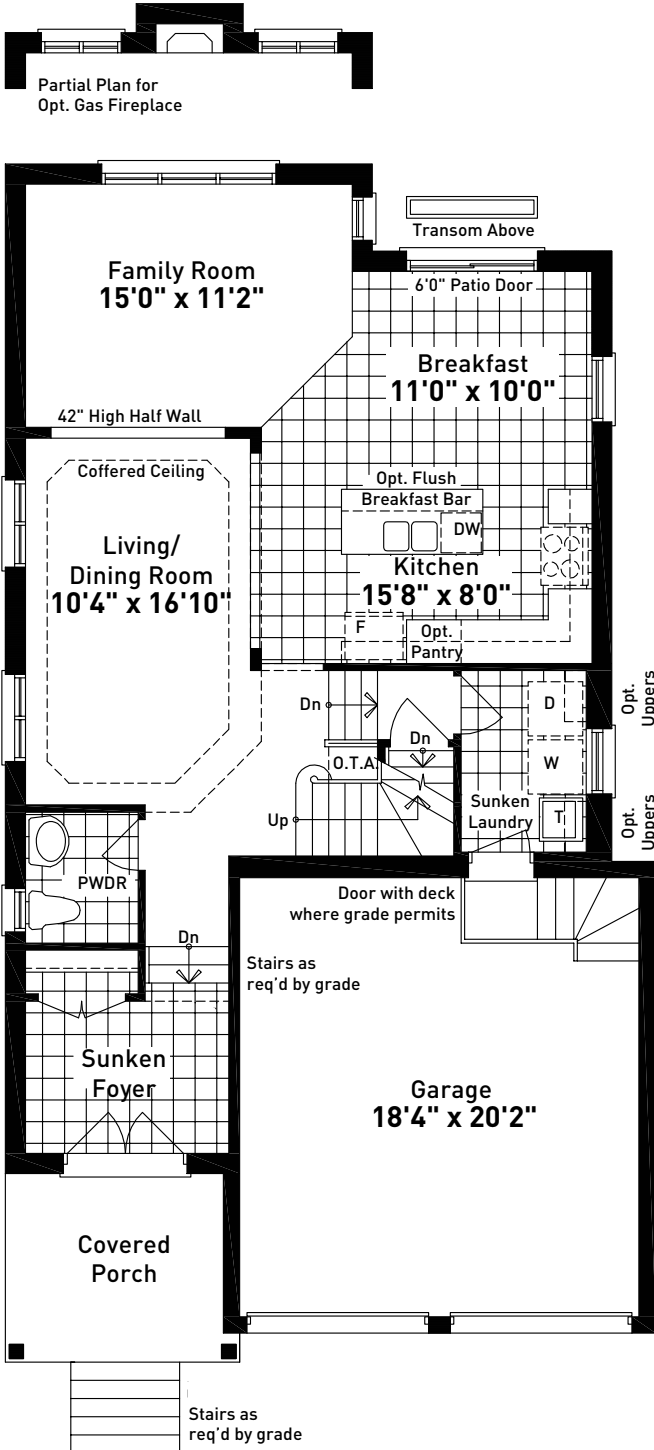 Partial Plan for
Opt. Gas Fireplace
Transom Above
6'0" Patio Door
Family Room
15'0" x 11'2"
Breakfast
11'0" x 10'0"
42" High Half Wall
Coffered Ceiling
Opt. Flush
Breakfast Bar
DW
Living/
Dining Room
10'4" x 16'10"
Kitchen
15'8" x 8'0"
F
Opt.
Pantry
Dn
Dn
O.T.A.
Up
D
W
T
Sunken
Laundry
Opt.
Uppers
Opt.
Uppers
PWDR
Door with deck
where grade permits
Dn
Stairs as
req'd by grade
Sunken
Foyer
Garage
18'4" x 20'2"
Covered
Porch
Stairs as
req'd by grade